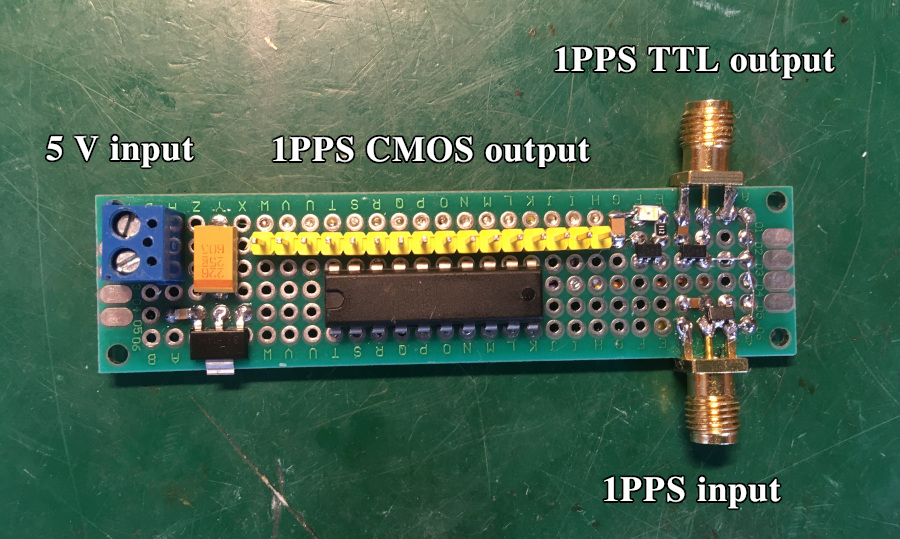 1PPS TTL output
5 V input
1PPS CMOS output
Z Y X W V U T S R Q P O N M L K J I H G F E
B A W V U T S R Q P O N M L K J I H G F E
1PPS input